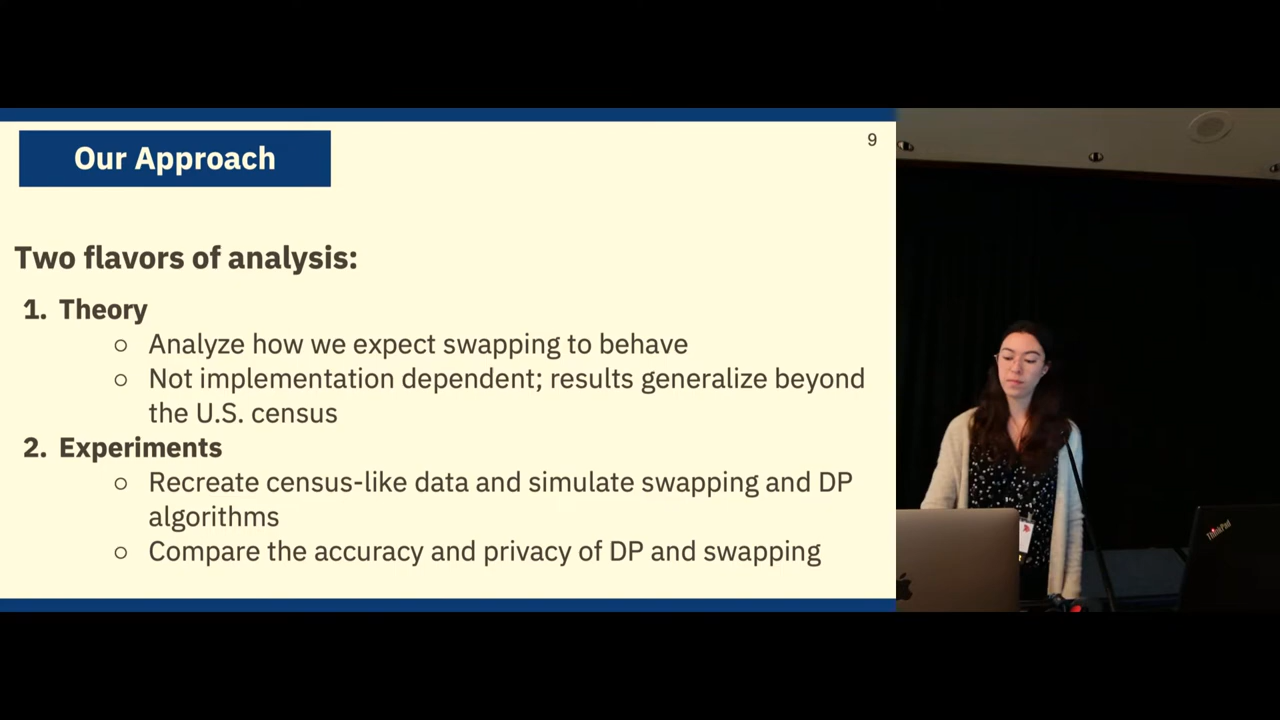 Our Approach
9
Two flavors of analysis:
1. Theory
○ Analyze how we expect swapping to behave
○ Not implementation dependent; results generalize beyond
the U.S. census
2. Experiments
○ Recreate census-like data and simulate swapping and DP
algorithms
○ Compare the accuracy and privacy of DP and swapping
ThinkPad